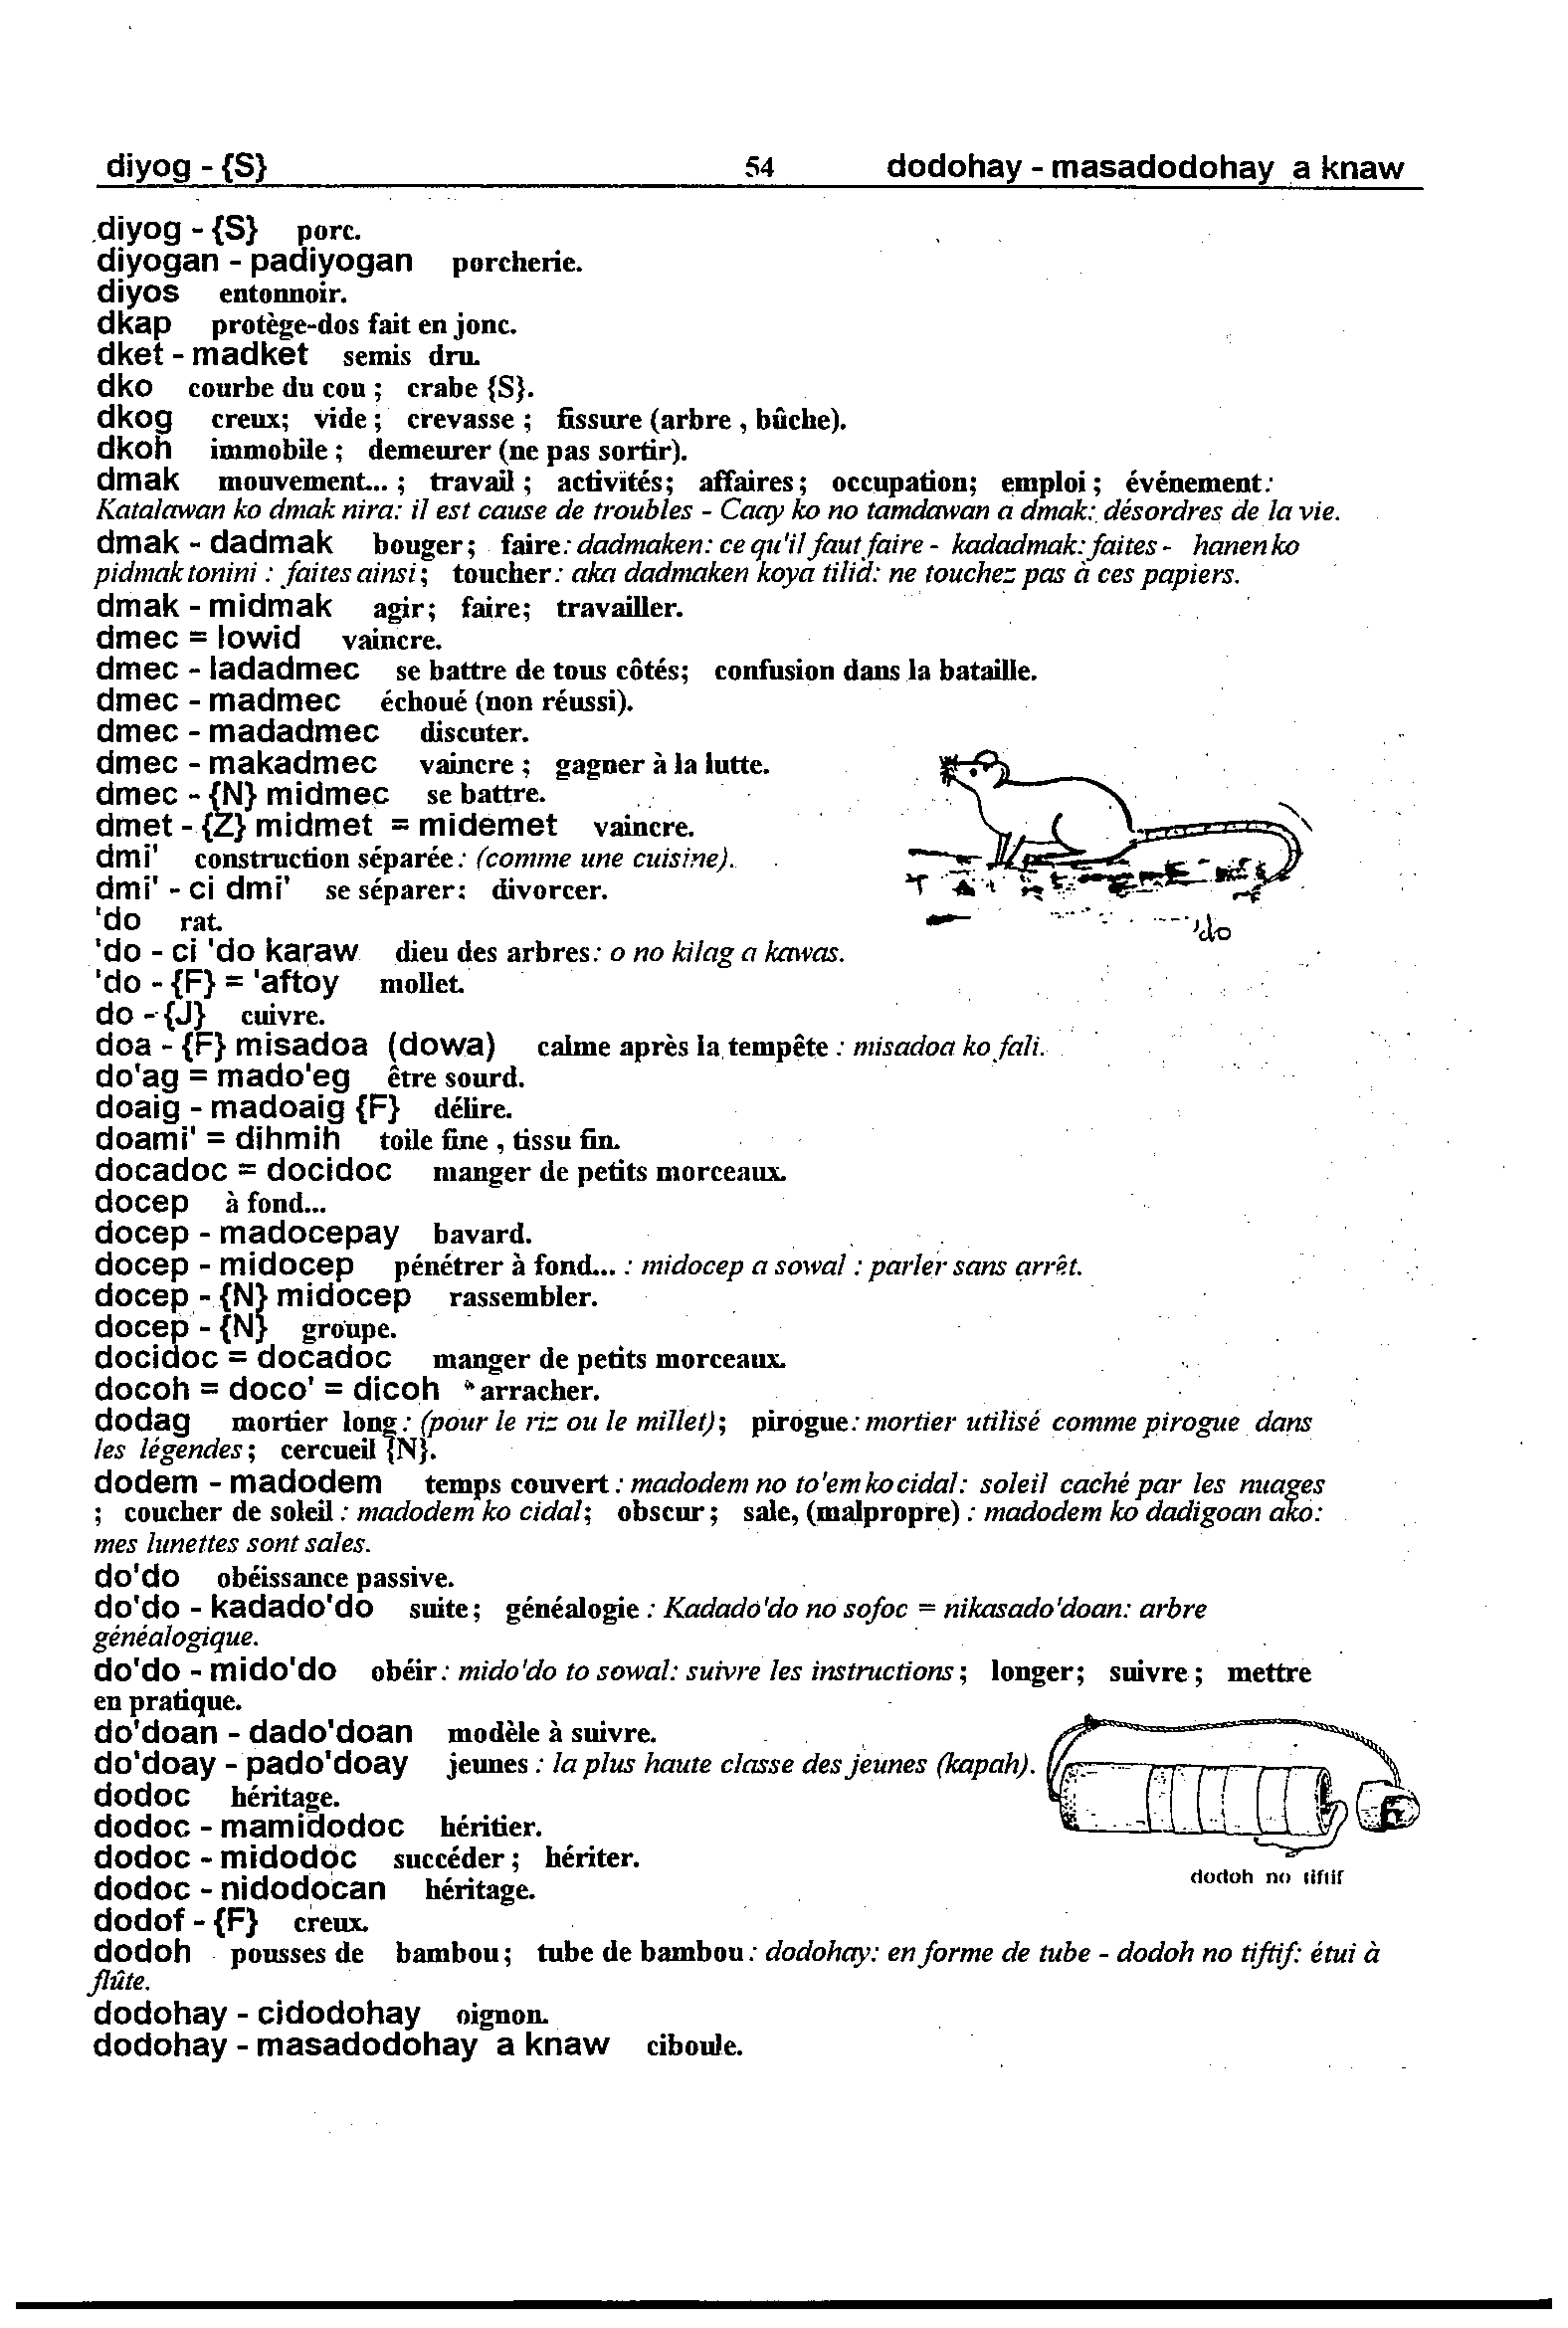 diyog - {S} 54 dodohay - masadodohay a knaw
diyog - {S} porc.
diyogan - padiyogan porcherie.
diyos entonnoir.
dkap protège-dos fait en jonc.
dket - madket semis dru.
dko courbe du cou ; crabe {S}.
dkog creux; vide ; crevasse ; fissure (arbre , bûche).
dkoh immobile ; demeurer (ne pas sortir).
dmak mouvement... ; travail ; activités; affaires ; occupation; emploi ; événement:
Katalawan ko dmak nira: il est cause de troubles - Caay ko no tamdawan a dmak: désordres de la vie.
dmak - dadmak bouger ; faire: dadmaken: ce qu'il faut faire - kadadmak: faites - hanen ko
pidmak tonini : faites ainsi ; toucher: aka dadmaken koya tilid: ne touchez pas à ces papiers.
dmak - midmak agir; faire; travailler.
dmec = lowid vaincre.
dmec - ladadmec se battre de tous côtés; confusion dans la bataille.
dmec - madmec échoué (non réussi).
dmec - madadmec discuter.
dmec - makadmec vaincre ; gagner à la lutte.
dmec - {N} midmec se battre.
dmet - {Z} midmet = midemet vaincre.
dmi' construction séparée: (comme une cuisine).
dmi' - ci dmi' se séparer: divorcer.
'do rat.
'do
'do - ci 'do karaw dieu des arbres: o no kilag a kawas.
'do - {F} = 'aftoy mollet.
do - {J} cuivre.
doa - {F} misadoa (dowa) calme après la tempête : misadoa ko fali.
do'ag = mado'eg être sourd.
doaig - madoaig {F} délire.
doami' = dihmih toile fine , tissu fin.
docadoc = docidoc manger de petits morceaux.
docep à fond...
docep - madocepay bavard.
docep - midocep pénétrer à fond... : midocep a sowal : parler sans arrêt.
docep - {N} midocep rassembler.
docep - {N} groupe.
docidoc = docadoc manger de petits morceaux.
docoh = doco' = dicoh arracher.
dodag mortier long: (pour le riz ou le millet); pirogue: mortier utilisé comme pirogue dans
les légendes; cercueil {N}.
dodem - madodem temps couvert : madodem no to'em ko cidal: soleil caché par les nuages
; coucher de soleil : madodem ko cidal; obscur ; sale, (malpropre) : madodem ko dadigoan ako:
mes lunettes sont sales.
do'do obéissance passive.
do'do - kadado'do suite ; généalogie : Kadado'do no sofoc = nikasado'doan: arbre
généalogique.
do'do - mido'do obéir: mido'do to sowal: suivre les instructions ; longer; suivre ; mettre
en pratique.
do'doan - dado'doan modèle à suivre.
do'doay - pado'doay jeunes : la plus haute classe des jeunes (kapah).
dodoc héritage.
dodoc - mamidodoc héritier.
dodoc - midodoc succéder ; hériter.
dodoh no tiftif
dodoc - nidodocan héritage.
dodof - {F} creux.
dodoh pousses de bambou; tube de bambou: dodohay: en forme de tube - dodoh no tiftif: étui à
flûte.
dodohay - cidodohay oignon.
dodohay - masadodohay a knaw ciboule.